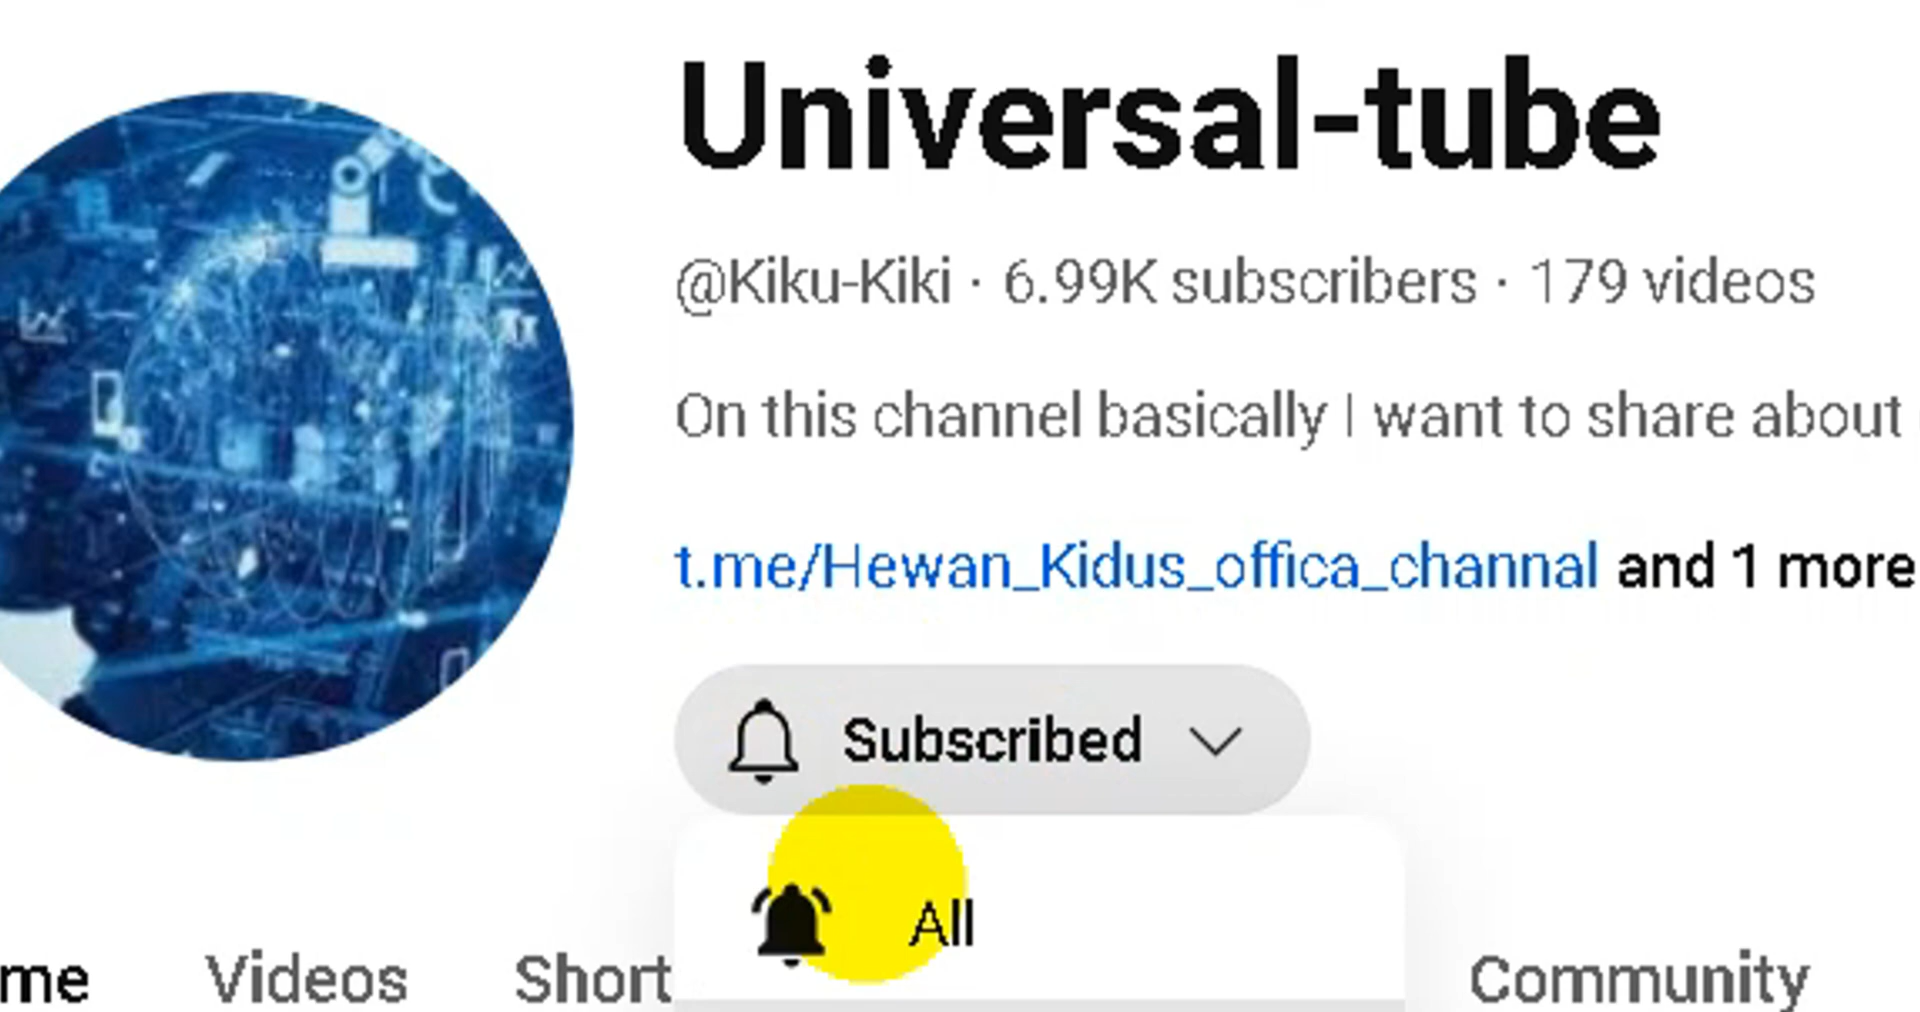 Universal-tube
@Kiku-Kiki · 6.99K subscribers · 179 videos
On this channel basically I want to share about
t.me/Hewan_Kidus_offica_channal and 1 more
Subscribed
All
me Videos Short Community